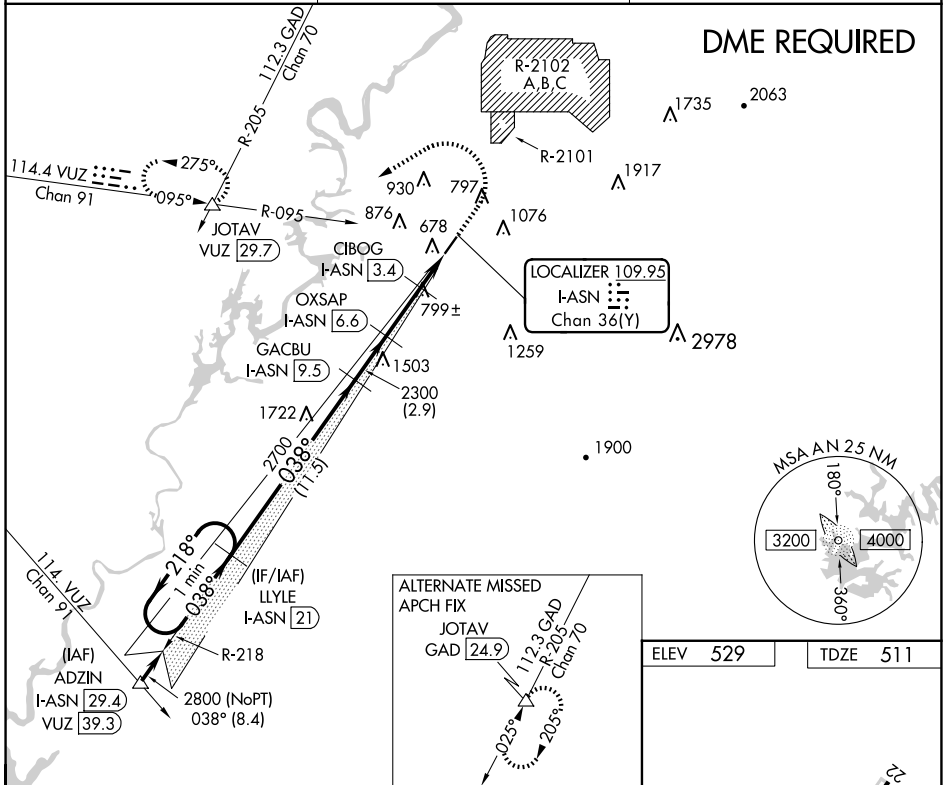 DME REQUIRED
112.3 GAD
Chan 70
R-205
R-2102
A,B,C
R-2101
1735
2063
1917
114.4 VUZ
Chan 91
275°
095°
R-095
JOTAV
VUZ 29.7
930
797
876
678
1076
CIBOG
I-ASN 3.4
799±
LOCALIZER 109.95
I-ASN
Chan 36(Y)
OXSAP
I-ASN 6.6
GACBU
I-ASN 9.5
1503
1259
2978
2300
(2.9)
1722
2700
038°
(11.5)
1900
MSA AN 25 NM
180°
3200
4000
360°
218°
1 min
038°
(IF/IAF)
LLYLE
I-ASN 21
114. VUZ
Chan 91
R-218
(IAF)
ADZIN
I-ASN 29.4
VUZ 39.3
2800 (NoPT)
038° (8.4)
ALTERNATE MISSED
APCH FIX
JOTAV
GAD 24.9
112.3 GAD
R-205
Chan 70
025°
205°
ELEV 529
TDZE 511
22